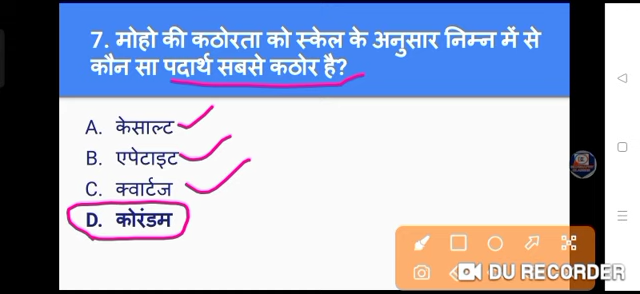 7. मोहो की कठोरता को स्केल के अनुसार निम्न में से
कौन सा पदार्थ सबसे कठोर है?
A. केसाल्ट
B. एपेटाइट
C. क्वार्टज
D. कोरंडम
DU RECORDER